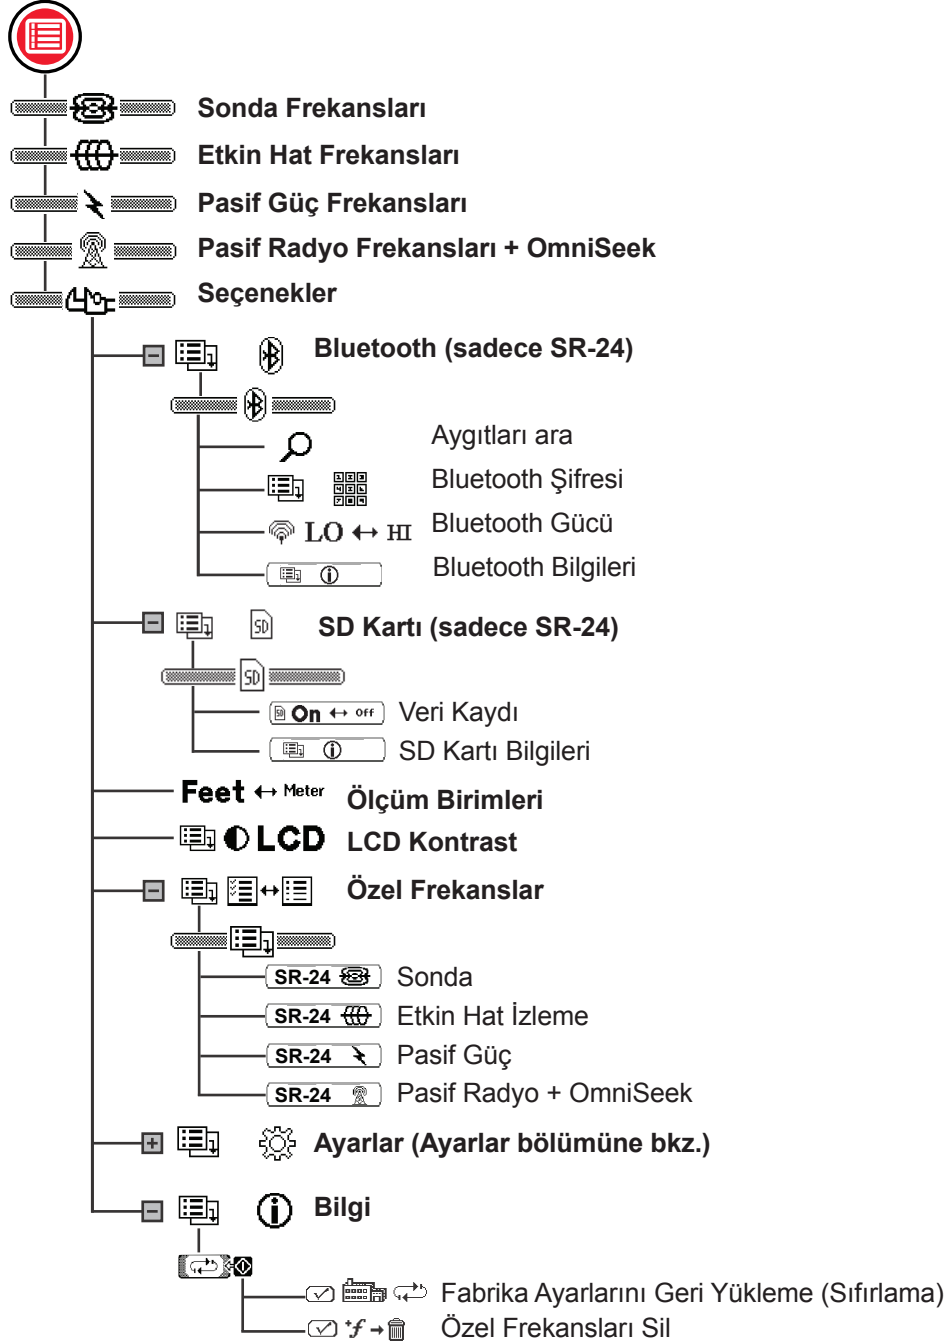 Sonda Frekansları
Etkin Hat Frekansları
Pasif Güç Frekansları
Pasif Radyo Frekansları + OmniSeek
Seçenekler
Bluetooth (sadece SR-24)
Aygıtları ara
Bluetooth Şifresi
LO ↔ HI Bluetooth Gücü
Bluetooth Bilgileri
SD SD Kartı (sadece SR-24)
SD
On ↔ Off Veri Kaydı
SD Kartı Bilgileri
Feet ↔ Meter Ölçüm Birimleri
LCD LCD Kontrast
Özel Frekanslar
SR-24 Sonda
SR-24 Etkin Hat İzleme
SR-24 Pasif Güç
SR-24 Pasif Radyo + OmniSeek
Ayarlar (Ayarlar bölümüne bkz.)
Bilgi
Fabrika Ayarlarını Geri Yükleme (Sıfırlama)
+f → Özel Frekansları Sil